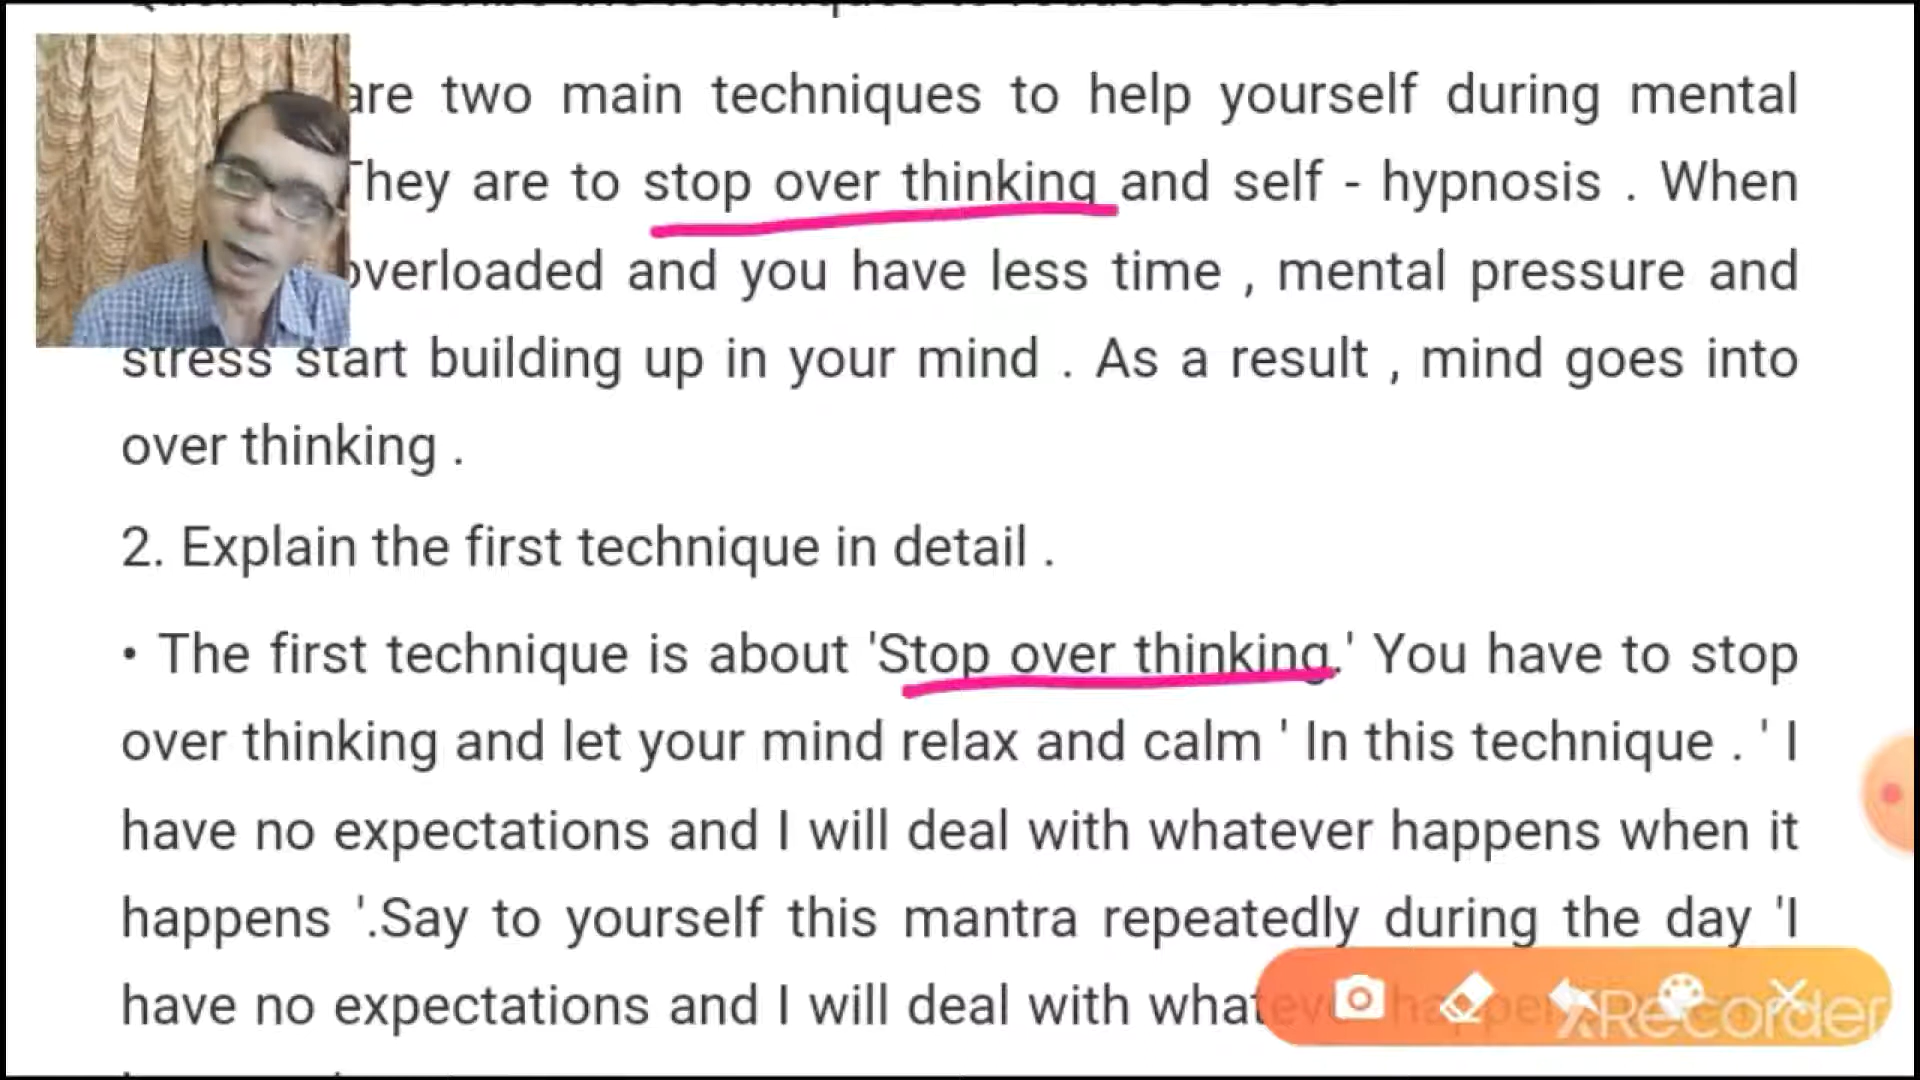 are two main techniques to help yourself during mental
They are to stop over thinking and self - hypnosis . When
overloaded and you have less time , mental pressure and
stress start building up in your mind . As a result , mind goes into
over thinking .
2. Explain the first technique in detail .
• The first technique is about 'Stop over thinking.' You have to stop
over thinking and let your mind relax and calm ' In this technique . ' I
have no expectations and I will deal with whatever happens when it
happens '.Say to yourself this mantra repeatedly during the day 'I
have no expectations and I will deal with whatever happen
XRecorder